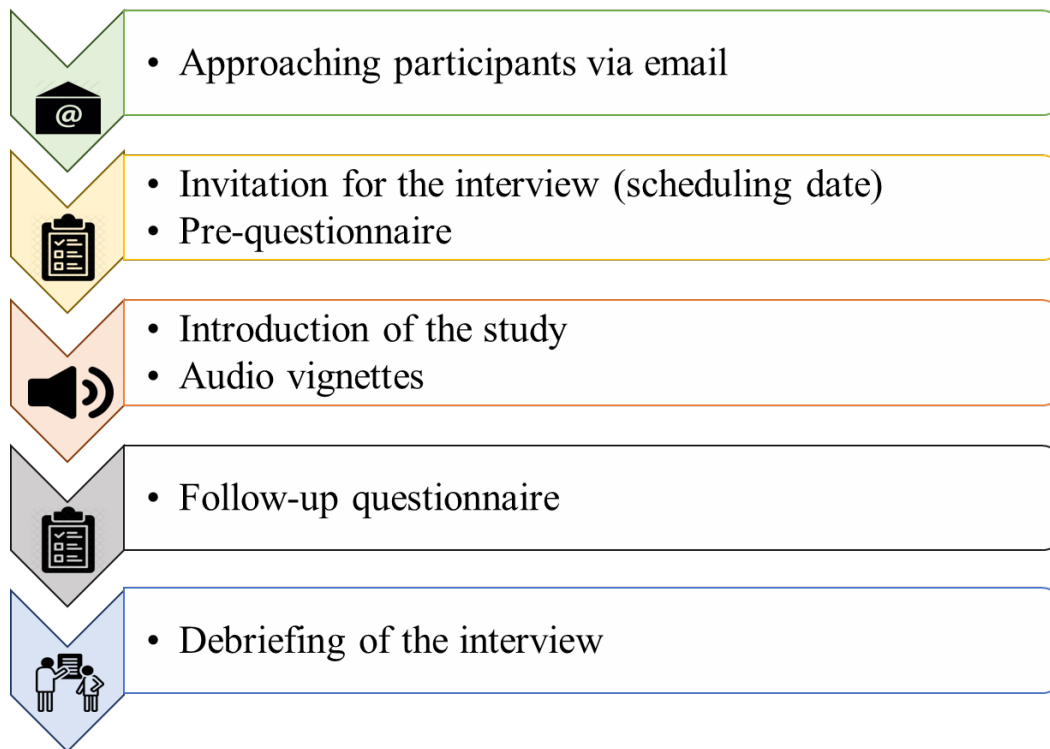 @
• Approaching participants via email
• Invitation for the interview (scheduling date)
• Pre-questionnaire
• Introduction of the study
• Audio vignettes
• Follow-up questionnaire
• Debriefing of the interview